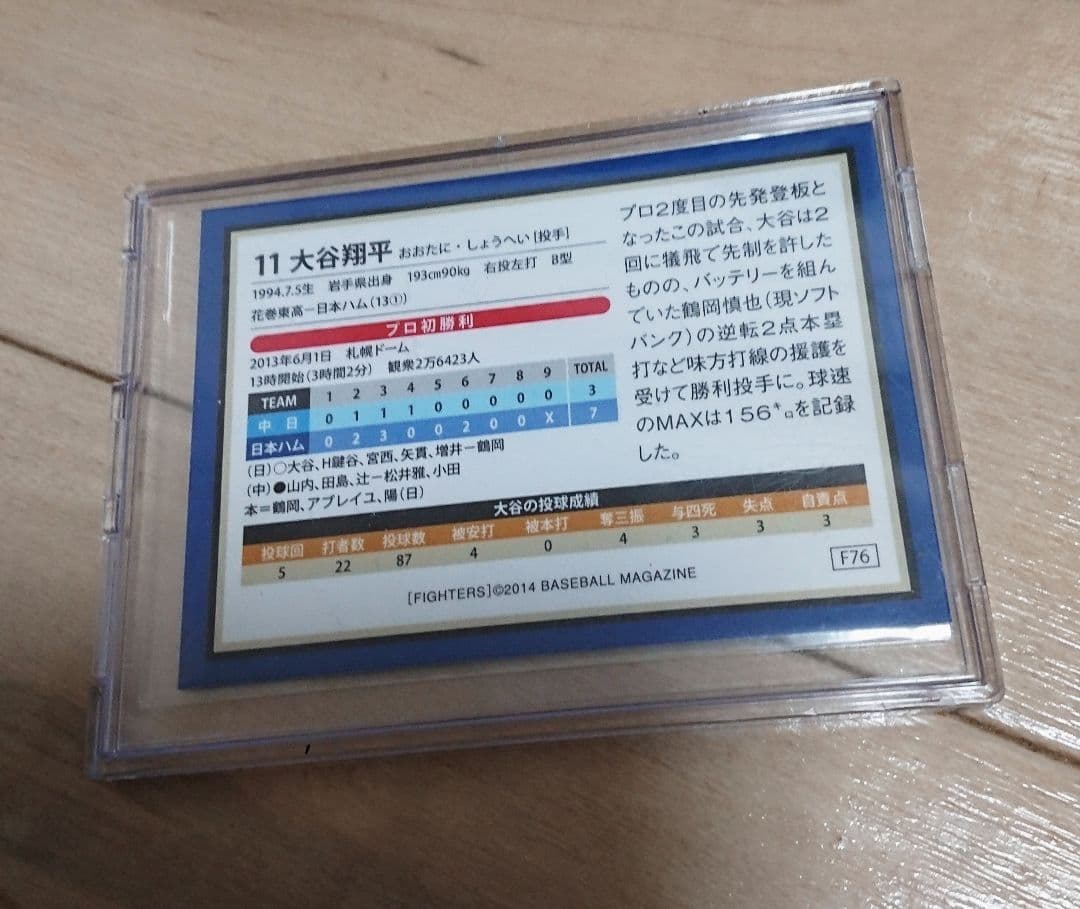 11 大谷翔平 おおたに・しょうへい[投手]
1994.7.5生 岩手県出身 193㎝90㎏ 右投左打 B型
花巻東高－日本ハム(13①)
プロ初勝利
2013年6月1日 札幌ドーム
13時開始(3時間2分) 観衆2万6423人
TEAM 1 2 3 4 5 6 7 8 9 TOTAL
中日 0 1 1 1 0 0 0 0 0 3
日本ハム 0 2 3 0 0 2 0 0 X 7
(日)○大谷、H鍵谷、宮西、矢貫、増井－鶴岡
(中)●山内、田島、辻－松井雅、小田
本＝鶴岡、アブレイユ、陽(日)
プロ2度目の先発登板と
なったこの試合、大谷は2
回に犠飛で先制を許した
ものの、バッテリーを組ん
でいた鶴岡慎也(現ソフト
バンク)の逆転2点本塁
打など味方打線の援護を
受けて勝利投手に。球速
のMAXは156㌔を記録
した。
大谷の投球成績
投球回 打者数 投球数 被安打 被本打 奪三振 与四死 失点 自責点
5 22 87 4 0 4 3 3 3
[FIGHTERS]©2014 BASEBALL MAGAZINE
F76